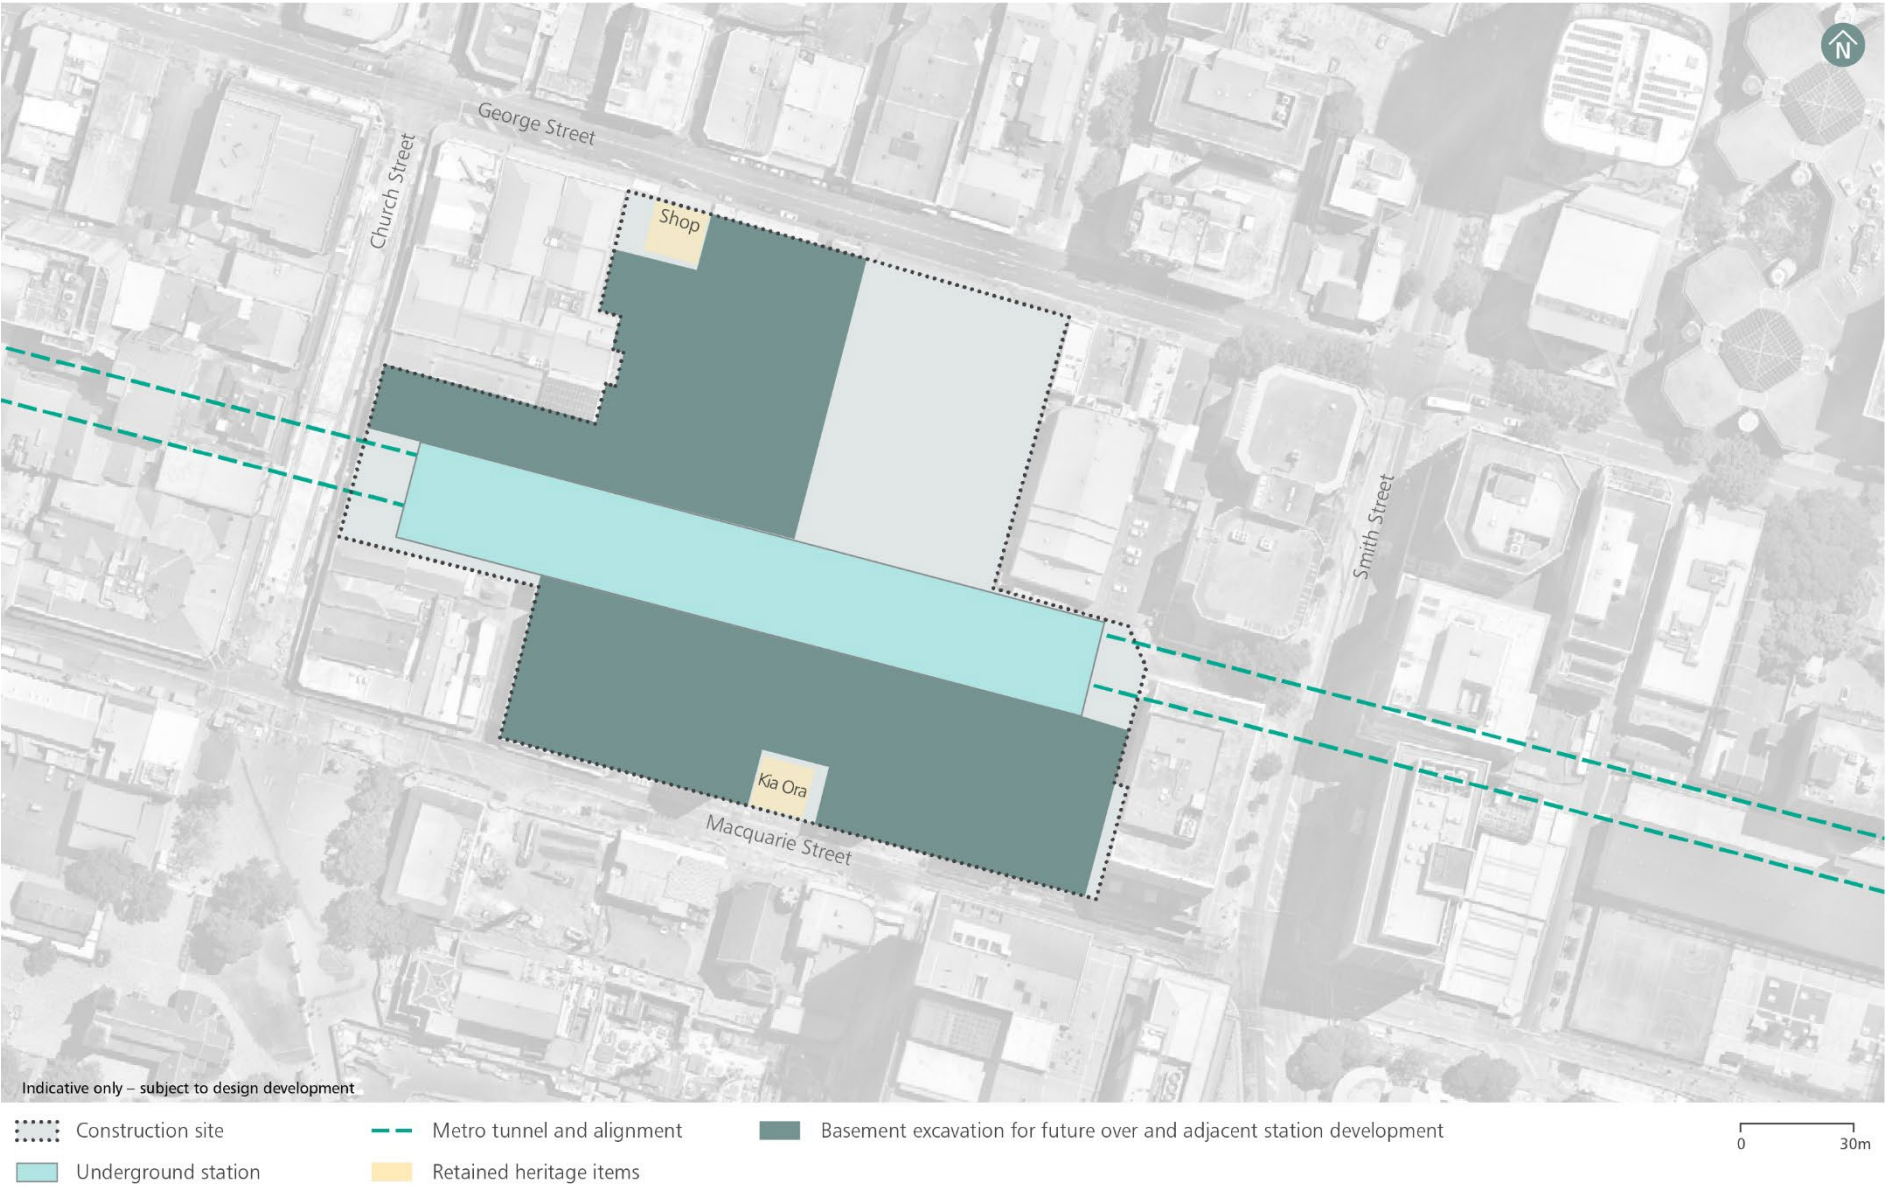 N
George Street
Church Street
Shop
Smith Street
Kia Ora
Macquarie Street
Indicative only – subject to design development
Construction site
Metro tunnel and alignment
Basement excavation for future over and adjacent station development
0 30m
Underground station
Retained heritage items